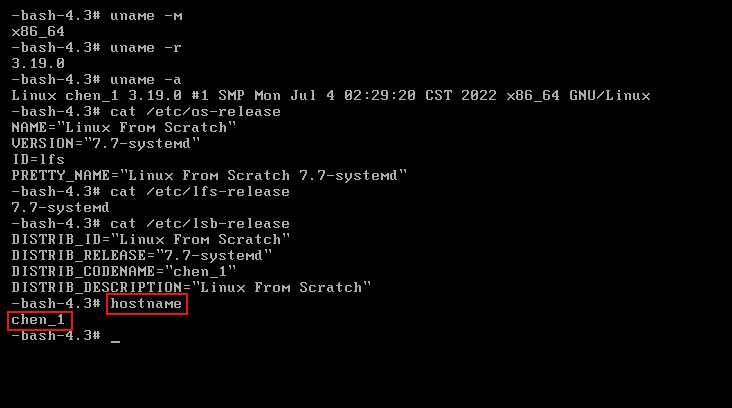 -bash-4.3# uname -m
x86_64
-bash-4.3# uname -r
3.19.0
-bash-4.3# uname -a
Linux chen_1 3.19.0 #1 SMP Mon Jul 4 02:29:20 CST 2022 x86_64 GNU/Linux
-bash-4.3# cat /etc/os-release
NAME="Linux From Scratch"
VERSION="7.7-systemd"
ID=lfs
PRETTY_NAME="Linux From Scratch 7.7-systemd"
-bash-4.3# cat /etc/lfs-release
7.7-systemd
-bash-4.3# cat /etc/lsb-release
DISTRIB_ID="Linux From Scratch"
DISTRIB_RELEASE="7.7-systemd"
DISTRIB_CODENAME="chen_1"
DISTRIB_DESCRIPTION="Linux From Scratch"
-bash-4.3# hostname
chen_1
-bash-4.3# _